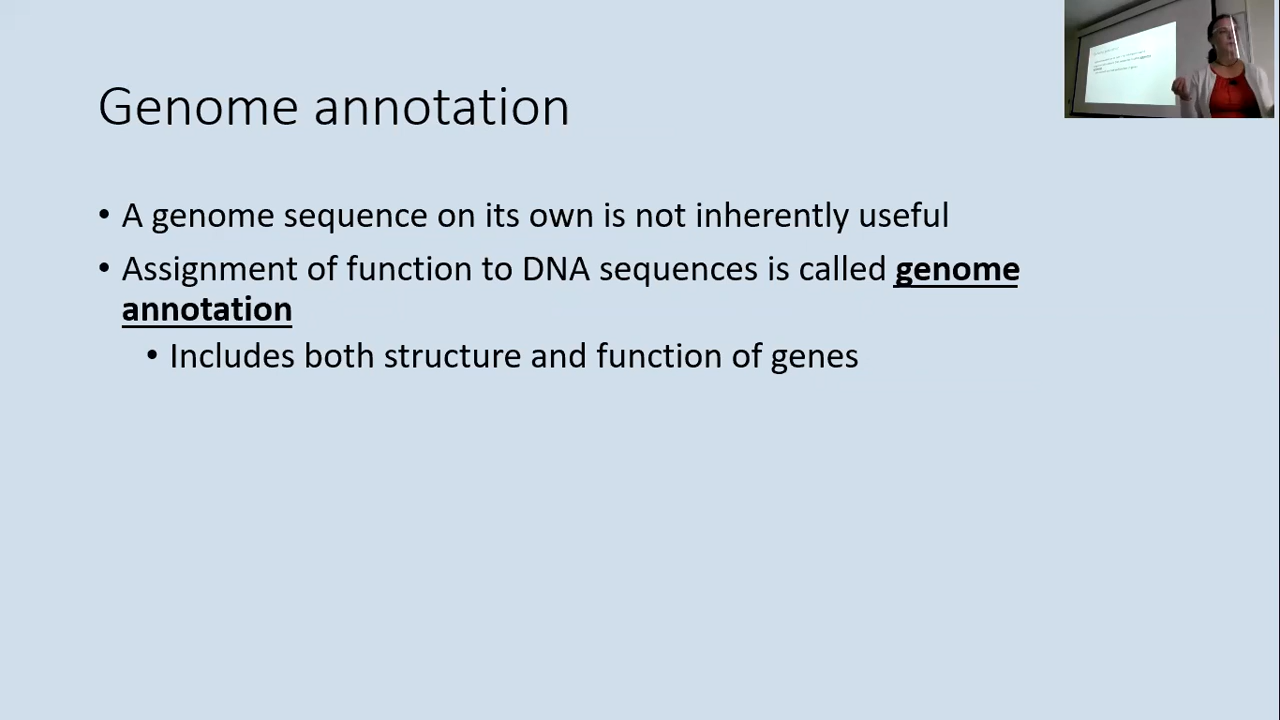 Genome annotation
• A genome sequence on its own is not inherently useful
• Assignment of function to DNA sequences is called genome
annotation
• Includes both structure and function of genes